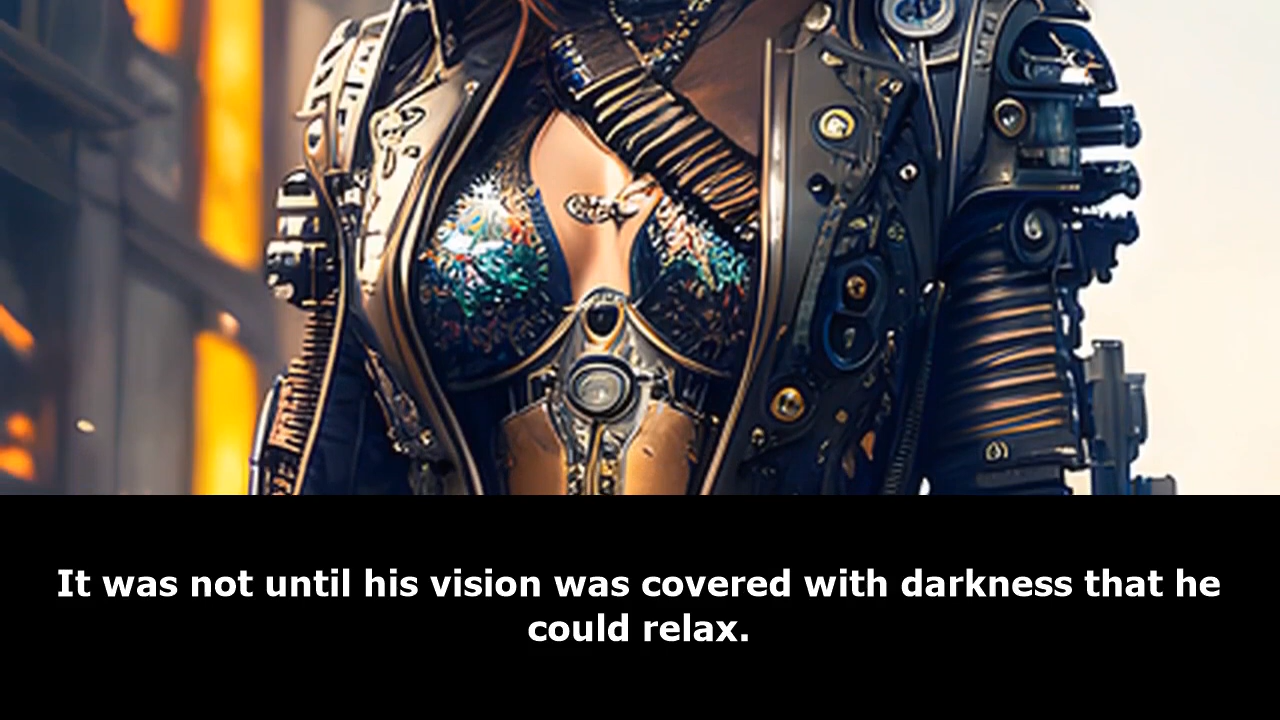 It was not until his vision was covered with darkness that he
could relax.